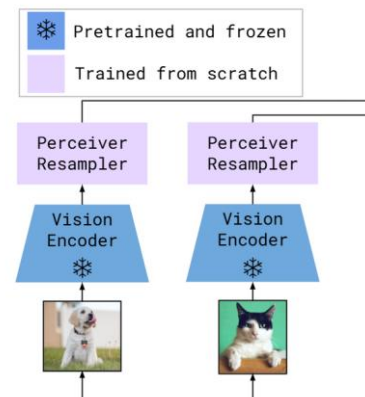 Pretrained and frozen
Trained from scratch
Perceiver
Resampler
Perceiver
Resampler
Vision
Encoder
Vision
Encoder